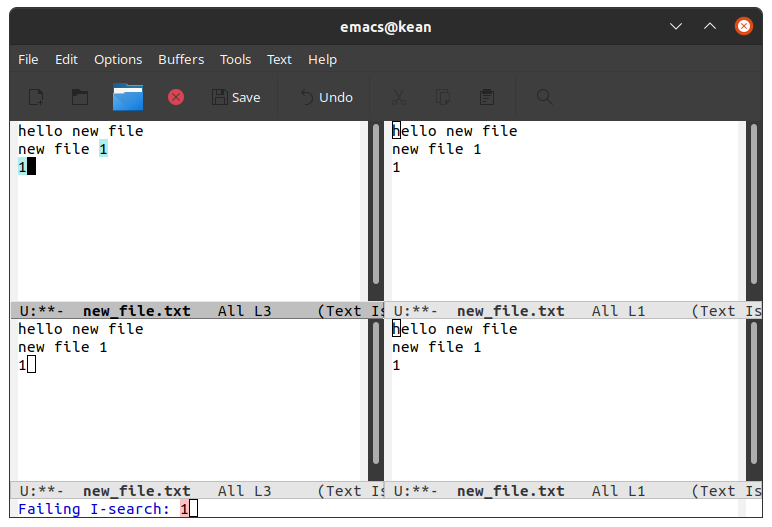 emacs@kean
File Edit Options Buffers Tools Text Help
Save Undo
hello new file
new file 1
1
U:**- new_file.txt All L3 (Text Is
hello new file
new file 1
1
U:**- new_file.txt All L1 (Text Is
hello new file
new file 1
1
U:**- new_file.txt All L3 (Text Is
hello new file
new file 1
1
U:**- new_file.txt All L1 (Text Is
Failing I-search: 1